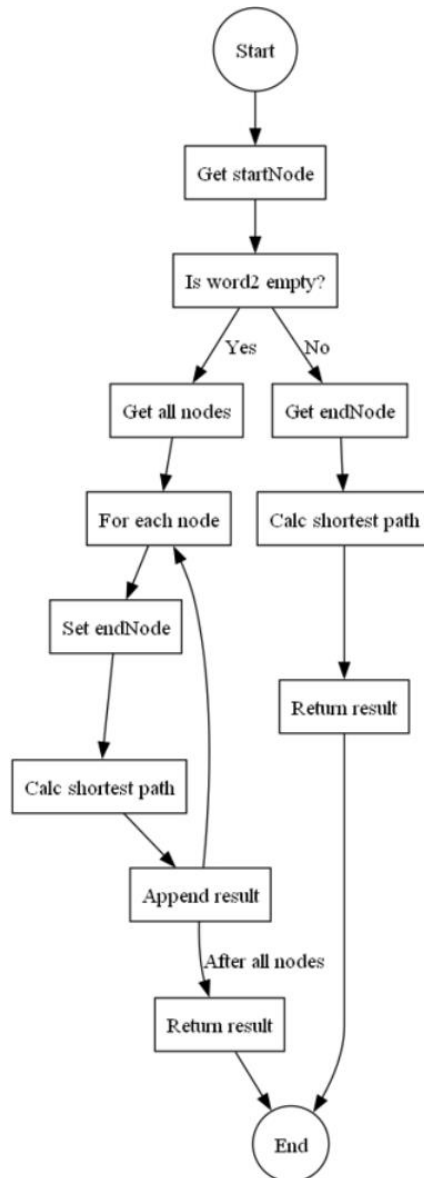 Start
Get startNode
Is word2 empty?
Yes
No
Get all nodes
Get endNode
For each node
Calc shortest path
Set endNode
Return result
Calc shortest path
Append result
After all nodes
Return result
End